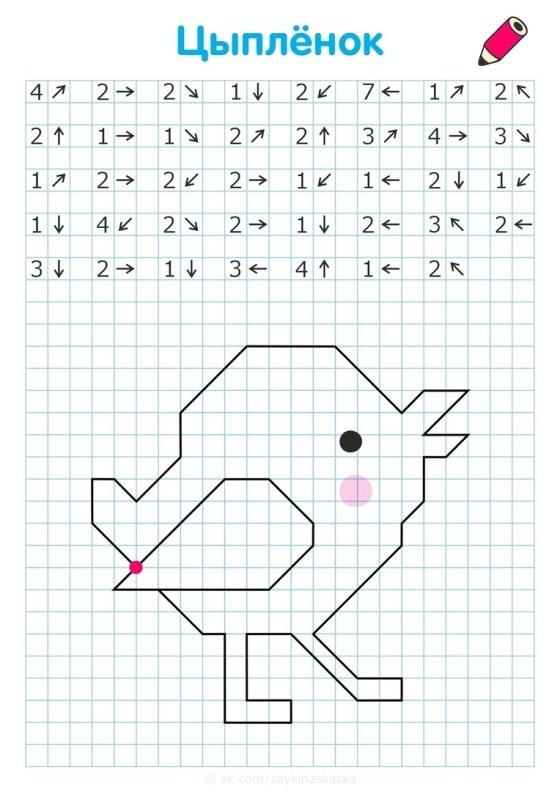 Цыплёнок
4 ↗ 2 → 2 ↘ 1 ↓ 2 ↙ 7 ← 1 ↗ 2 ↖
2 ↑ 1 → 1 ↘ 2 ↗ 2 ↑ 3 ↗ 4 → 3 ↘
1 ↗ 2 → 2 ↙ 2 → 1 ↙ 1 ← 2 ↓ 1 ↙
1 ↓ 4 ↙ 2 ↘ 2 → 1 ↓ 2 ← 3 ↖ 2 ←
3 ↓ 2 → 1 ↓ 3 ← 4 ↑ 1 ← 2 ↖
© vk.com/zaykinaskazka